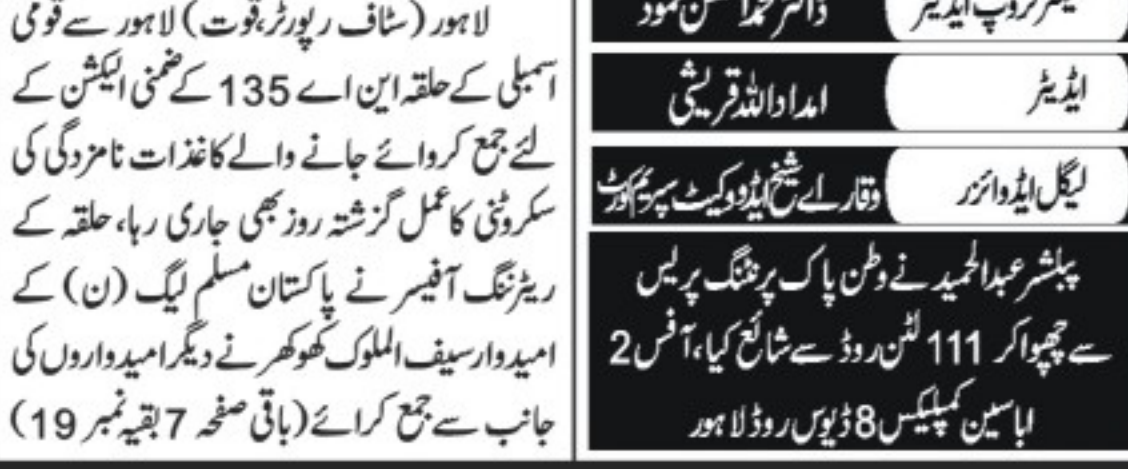 گروپ ایڈیٹر
ڈاکٹر محمد
ایڈیٹر
امداد اللہ قریشی
لیگل ایڈوائزر
وقار اے شیخ ایڈووکیٹ سپریم کورٹ
پبلشر عبدالحمید نے وطن پاک پرنٹنگ پریس
سے چھپوا کر 111 لٹن روڈ سے شائع کیا، آفس 2
اباسین کمپلیکس 8 ڈیوس روڈ لاہور
لاہور (سٹاف رپورٹر، قوت) لاہور سے قومی
اسمبلی کے حلقہ این اے 135 کے ضمنی الیکشن کے
لئے جمع کروائے جانے والے کاغذات نامزدگی کی
سکروٹنی کا عمل گزشتہ روز بھی جاری رہا، حلقہ کے
ریٹرننگ آفیسر نے پاکستان مسلم لیگ (ن) کے
امیدوار سیف الملوک کھوکھر نے دیگر امیدواروں کی
جانب سے جمع کرائے (باقی صفحہ 7 بقیہ نمبر 19)